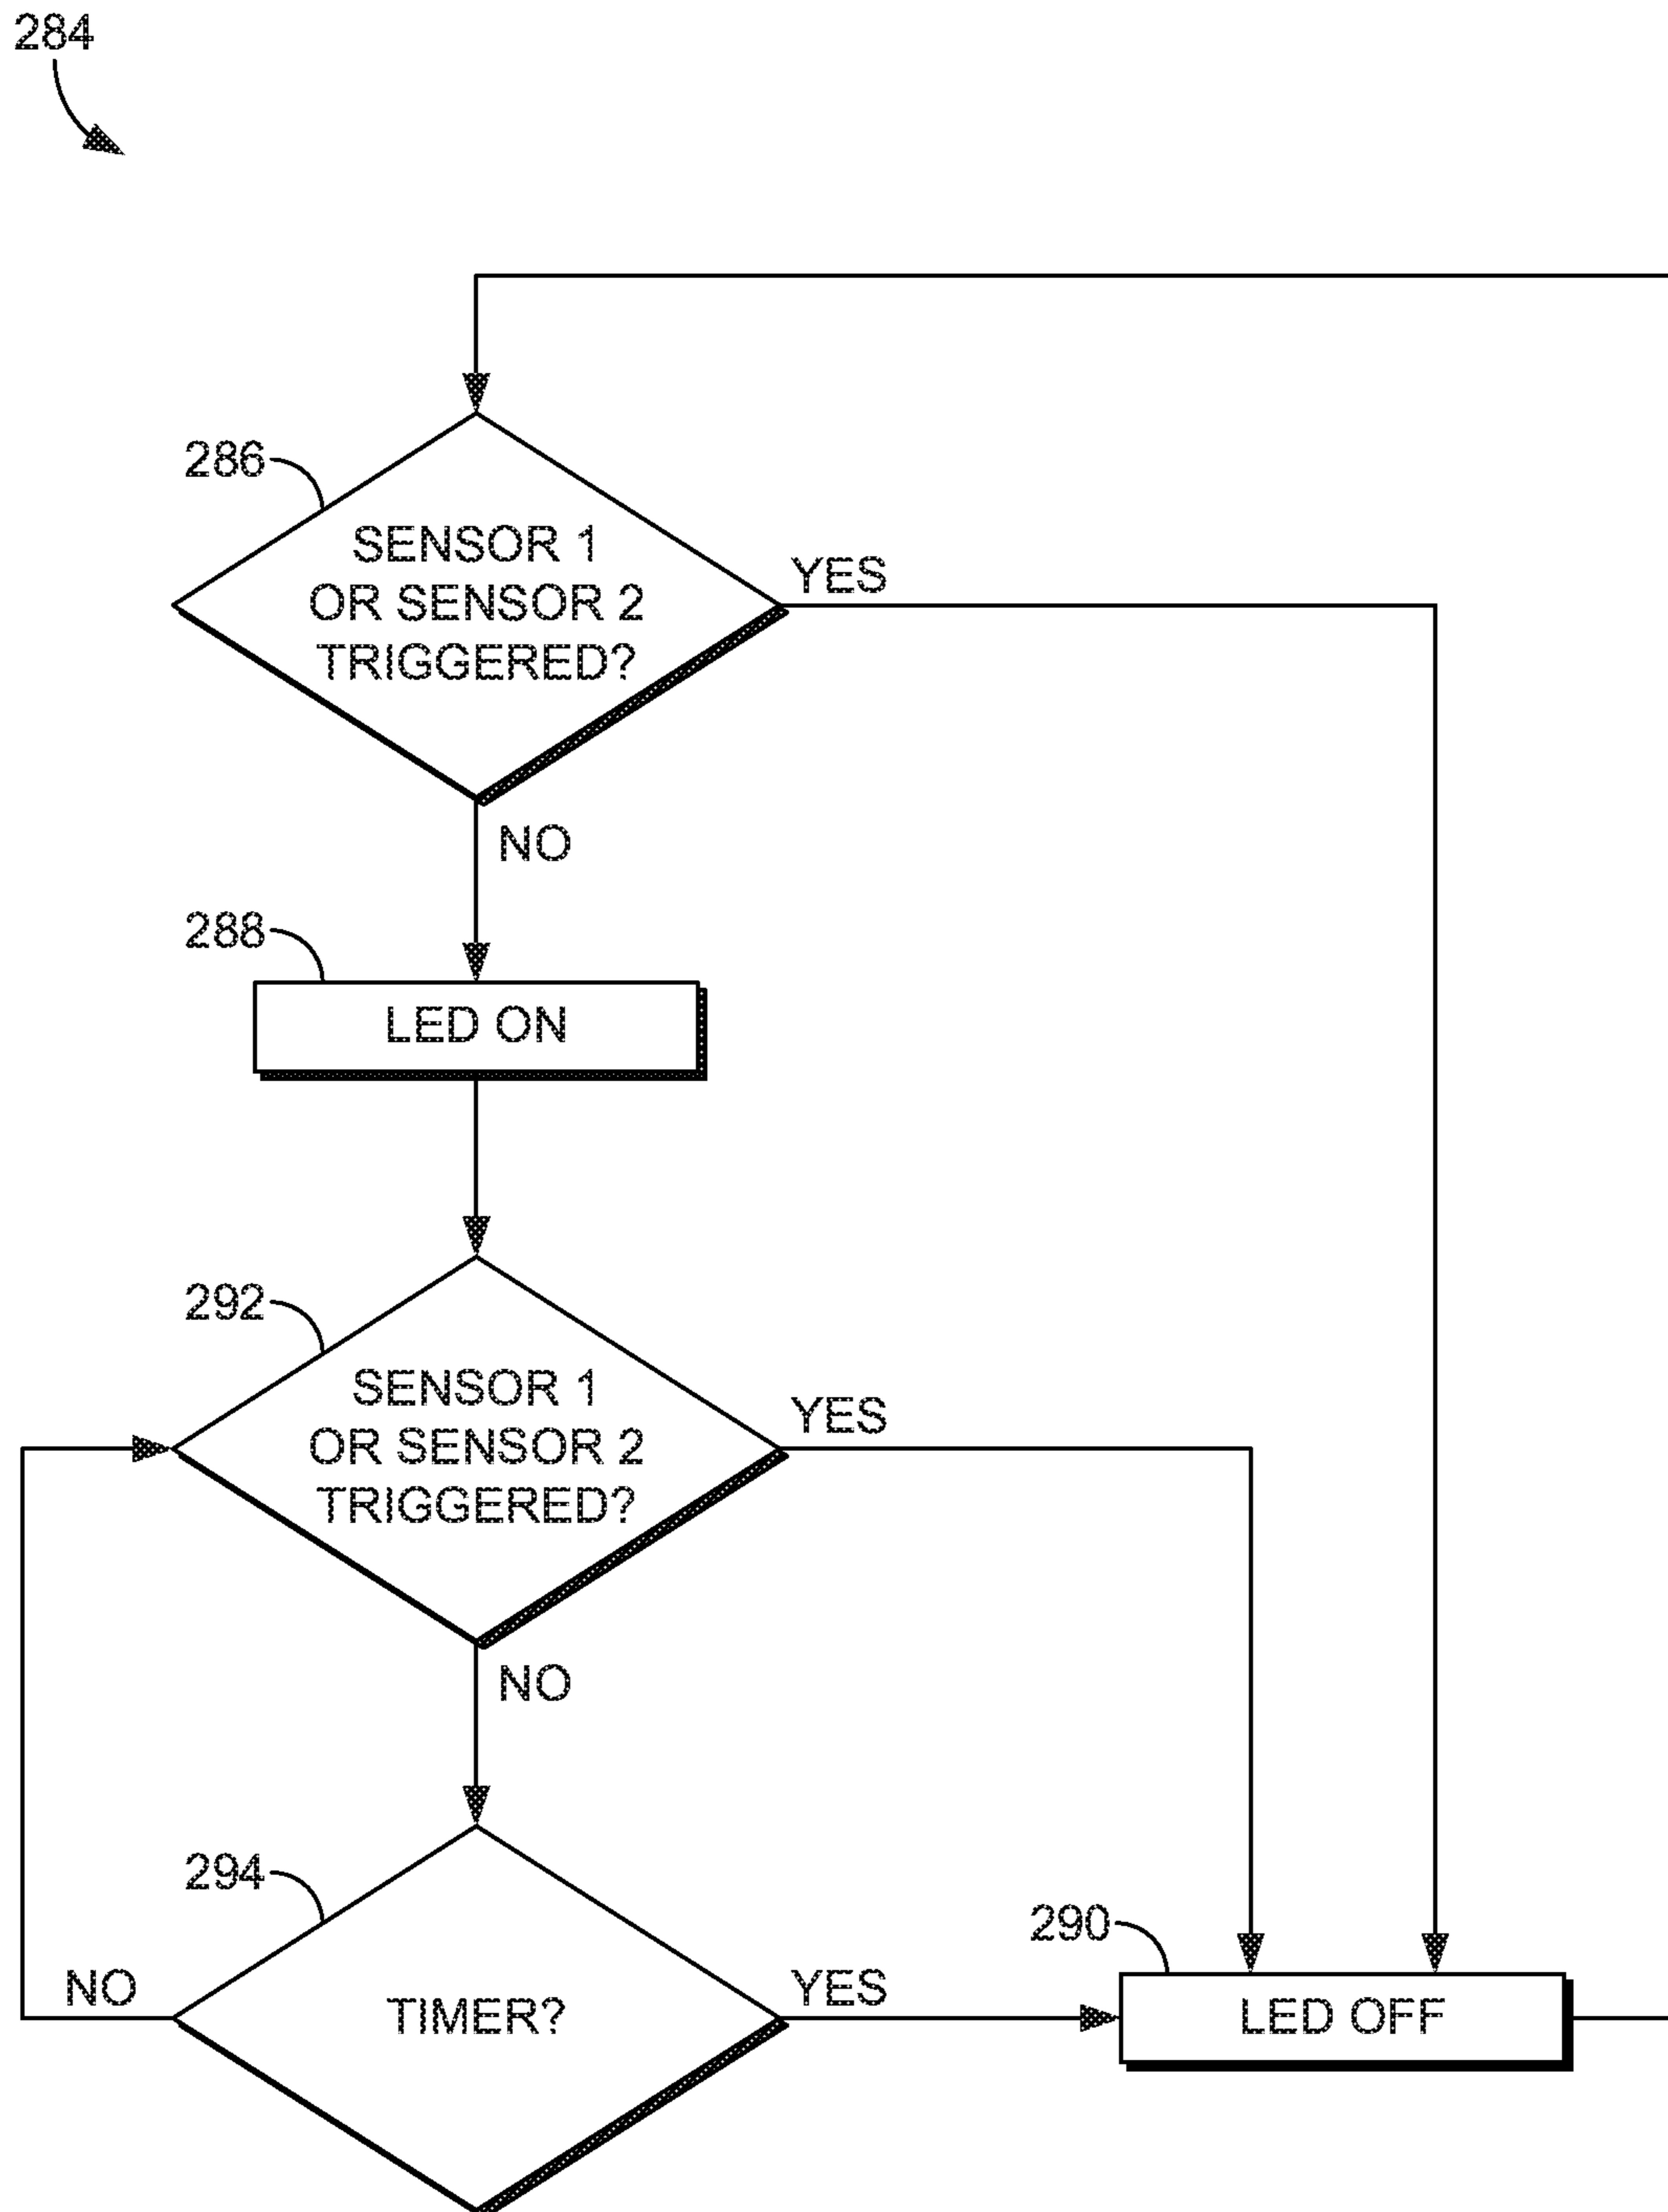 284
286
SENSOR 1
OR SENSOR 2
TRIGGERED?
YES
NO
288
LED ON
292
SENSOR 1
OR SENSOR 2
TRIGGERED?
YES
NO
294
TIMER?
NO
YES
290
LED OFF